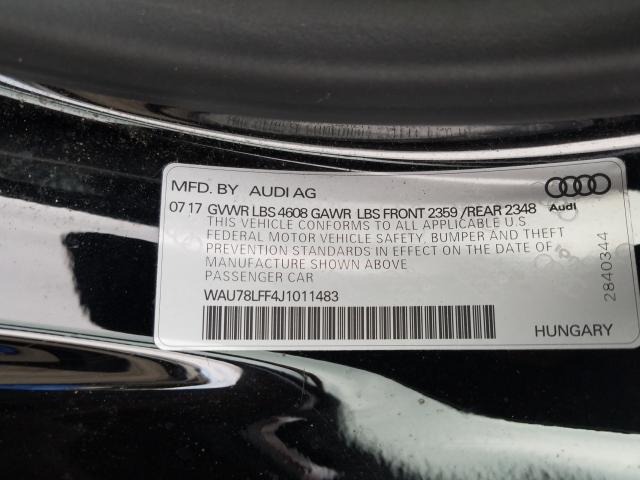 MFD. BY AUDI AG
Audi
07 17 GVWR LBS 4608 GAWR LBS FRONT 2359 /REAR 2348
THIS VEHICLE CONFORMS TO ALL APPLICABLE U.S
FEDERAL MOTOR VEHICLE SAFETY, BUMPER AND THEFT
PREVENTION STANDARDS IN EFFECT ON THE DATE OF
MANUFACTURE SHOWN ABOVE
PASSENGER CAR
WAU78LFF4J1011483
HUNGARY
2840344